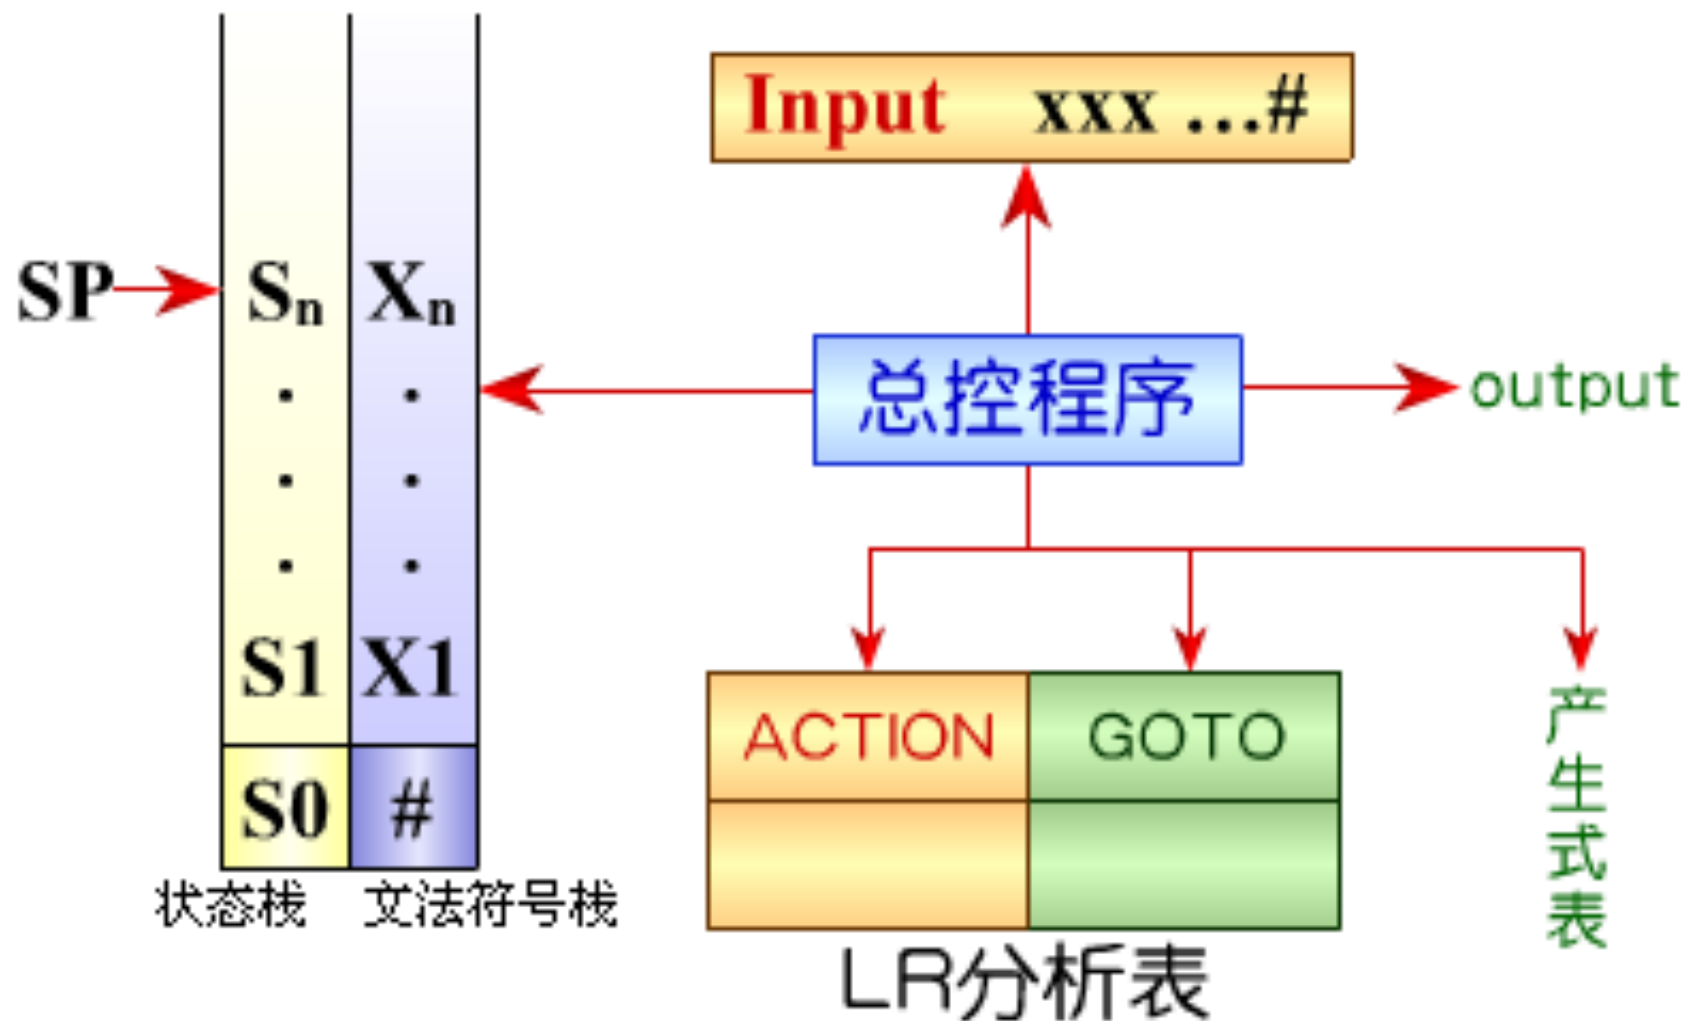 Input xxx ...#
SP
Sn Xn
. .
. .
. .
S1 X1
S0 #
状态栈 文法符号栈
总控程序
output
ACTION GOTO
LR分析表
产生式表